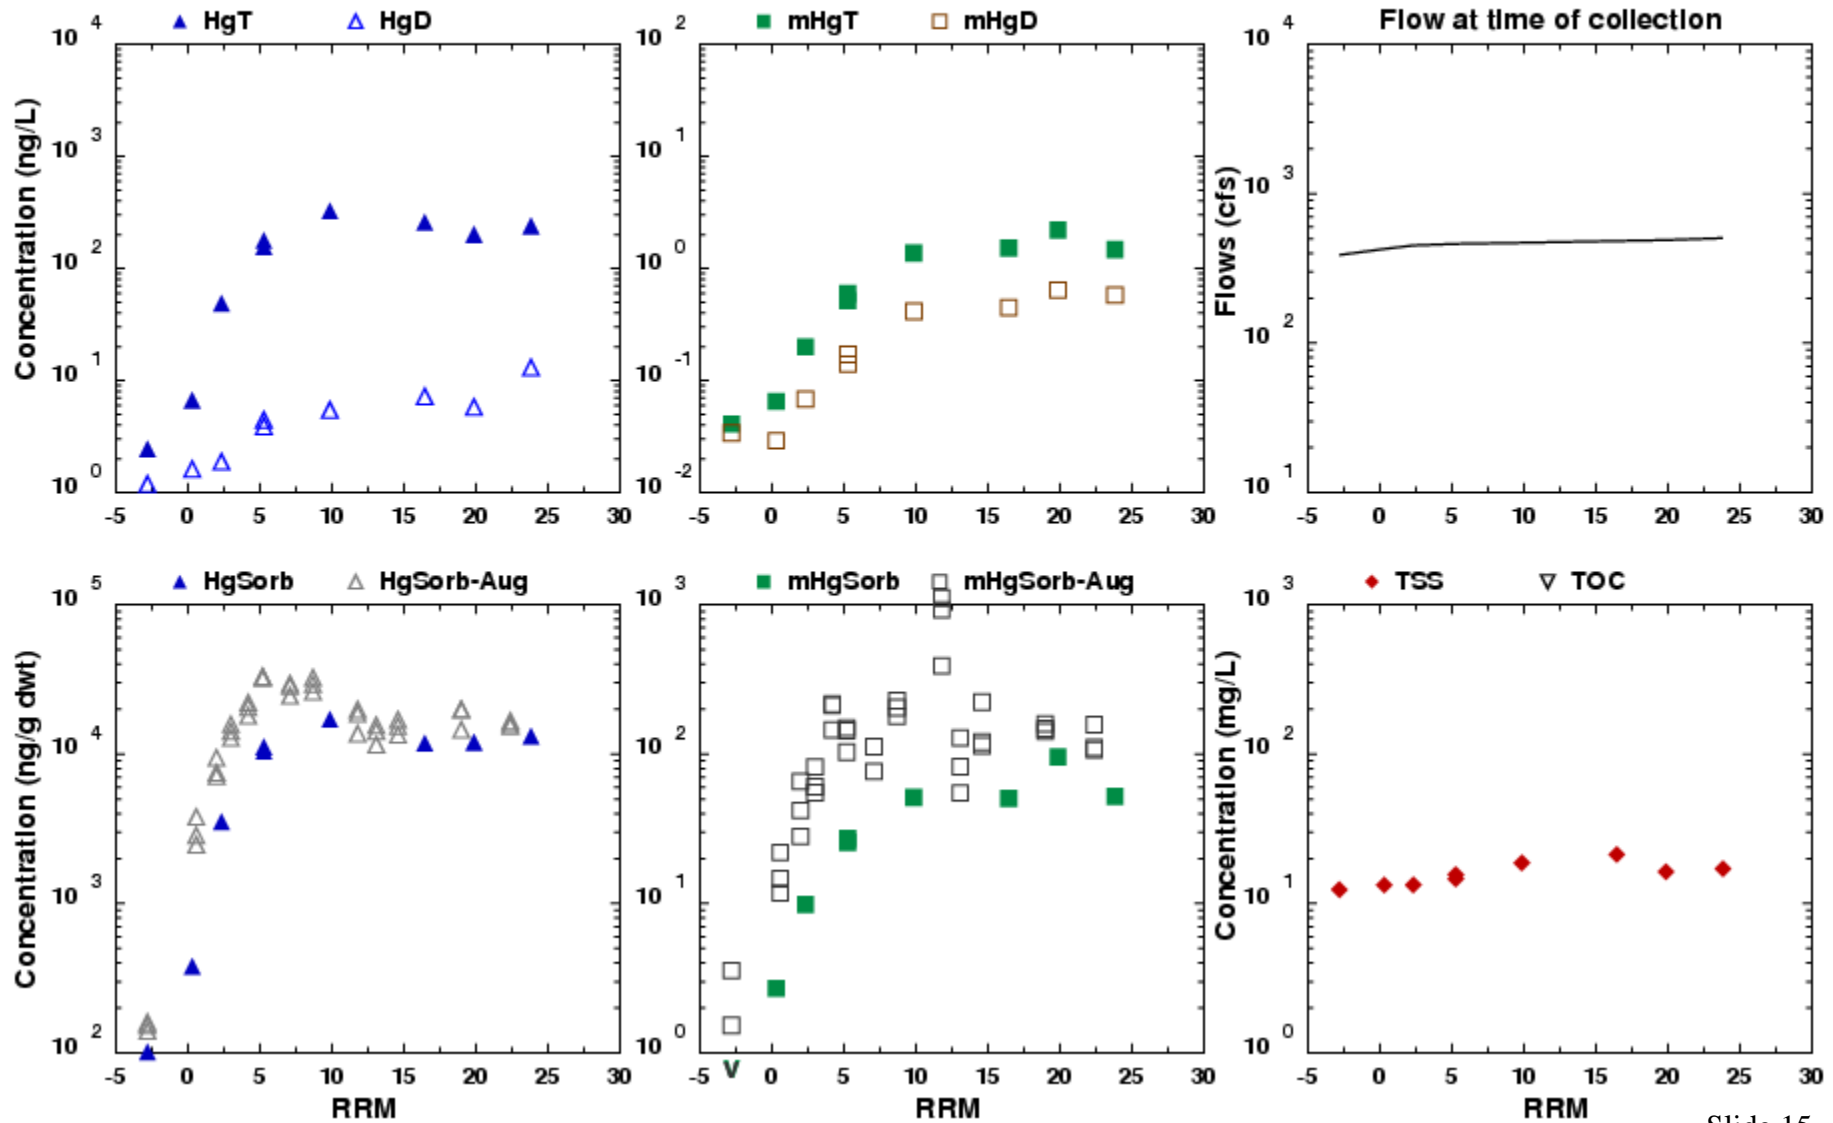 HgT HgD
mHgT mHgD
Flow at time of collection
Concentration (ng/L)
10 4
10 3
10 2
10 1
10 0
-5 0 5 10 15 20 25 30
10 2
10 1
10 0
10 -1
10 -2
-5 0 5 10 15 20 25 30
Flows (cfs)
10 4
10 3
10 2
10 1
-5 0 5 10 15 20 25 30
HgSorb HgSorb-Aug
mHgSorb mHgSorb-Aug
TSS TOC
Concentration (ng/g dwt)
10 5
10 4
10 3
10 2
-5 0 5 10 15 20 25 30
RRM
10 3
10 2
10 1
10 0
V
-5 0 5 10 15 20 25 30
RRM
Concentration (mg/L)
10 3
10 2
10 1
10 0
-5 0 5 10 15 20 25 30
RRM
Slide 15